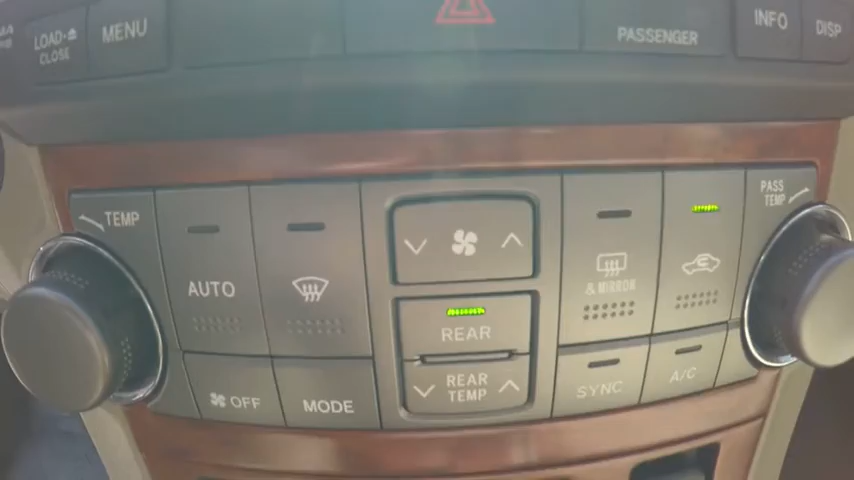 LOAD
CLOSE
MENU
PASSENGER
INFO
DISP
TEMP
PASS
TEMP
AUTO
& MIRROR
REAR
REAR
TEMP
OFF
MODE
SYNC
A/C